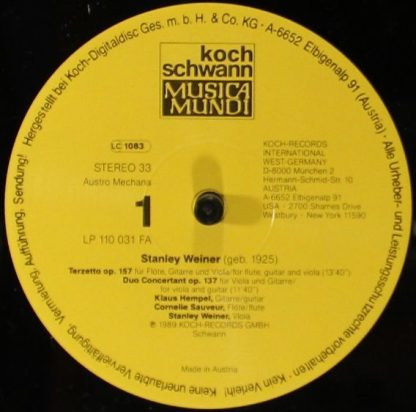 Hergestellt bei Koch-Digitaldisc Ges. m. b. H. & Co. KG - A-6652 Elbigenalp 91 (Austria) - Alle Urheber- und Leistungsschutzrechte vorbehalten - Kein Verleih! Keine unerlaubte Vervielfältigung, Vermietung, Aufführung, Sendung!
koch
schwann
MUSICA
MUNDI
LC 1083
STEREO 33
Austro Mechana
1
LP 110 031 FA
KOCH-RECORDS
INTERNATIONAL
WEST-GERMANY
D-8000 München 2
Hermann-Schmid-Str. 10
AUSTRIA
A-6652 Elbigenalp 91
USA - 2700 Shames Drive
Westbury - New York 11590
Stanley Weiner (geb. 1925)
Terzetto op. 157 für Flöte, Gitarre und Viola/for flute, guitar and viola (13'40")
Duo Concertant op. 137 für Viola und Gitarre/
for viola and guitar (11'40")
Klaus Hempel, Gitarre/guitar
Cornelie Sauveur, Flöte/flute
Stanley Weiner, Viola
℗ 1989 KOCH-RECORDS GMBH
Schwann
Made in Austria